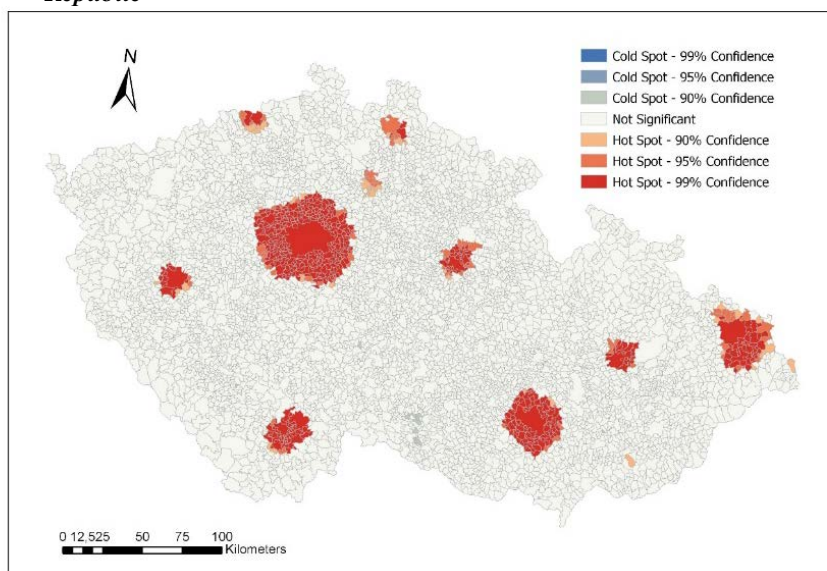 Republic
N
Cold Spot - 99% Confidence
Cold Spot - 95% Confidence
Cold Spot - 90% Confidence
Not Significant
Hot Spot - 90% Confidence
Hot Spot - 95% Confidence
Hot Spot - 99% Confidence
0 12,525 50 75 100
Kilometers